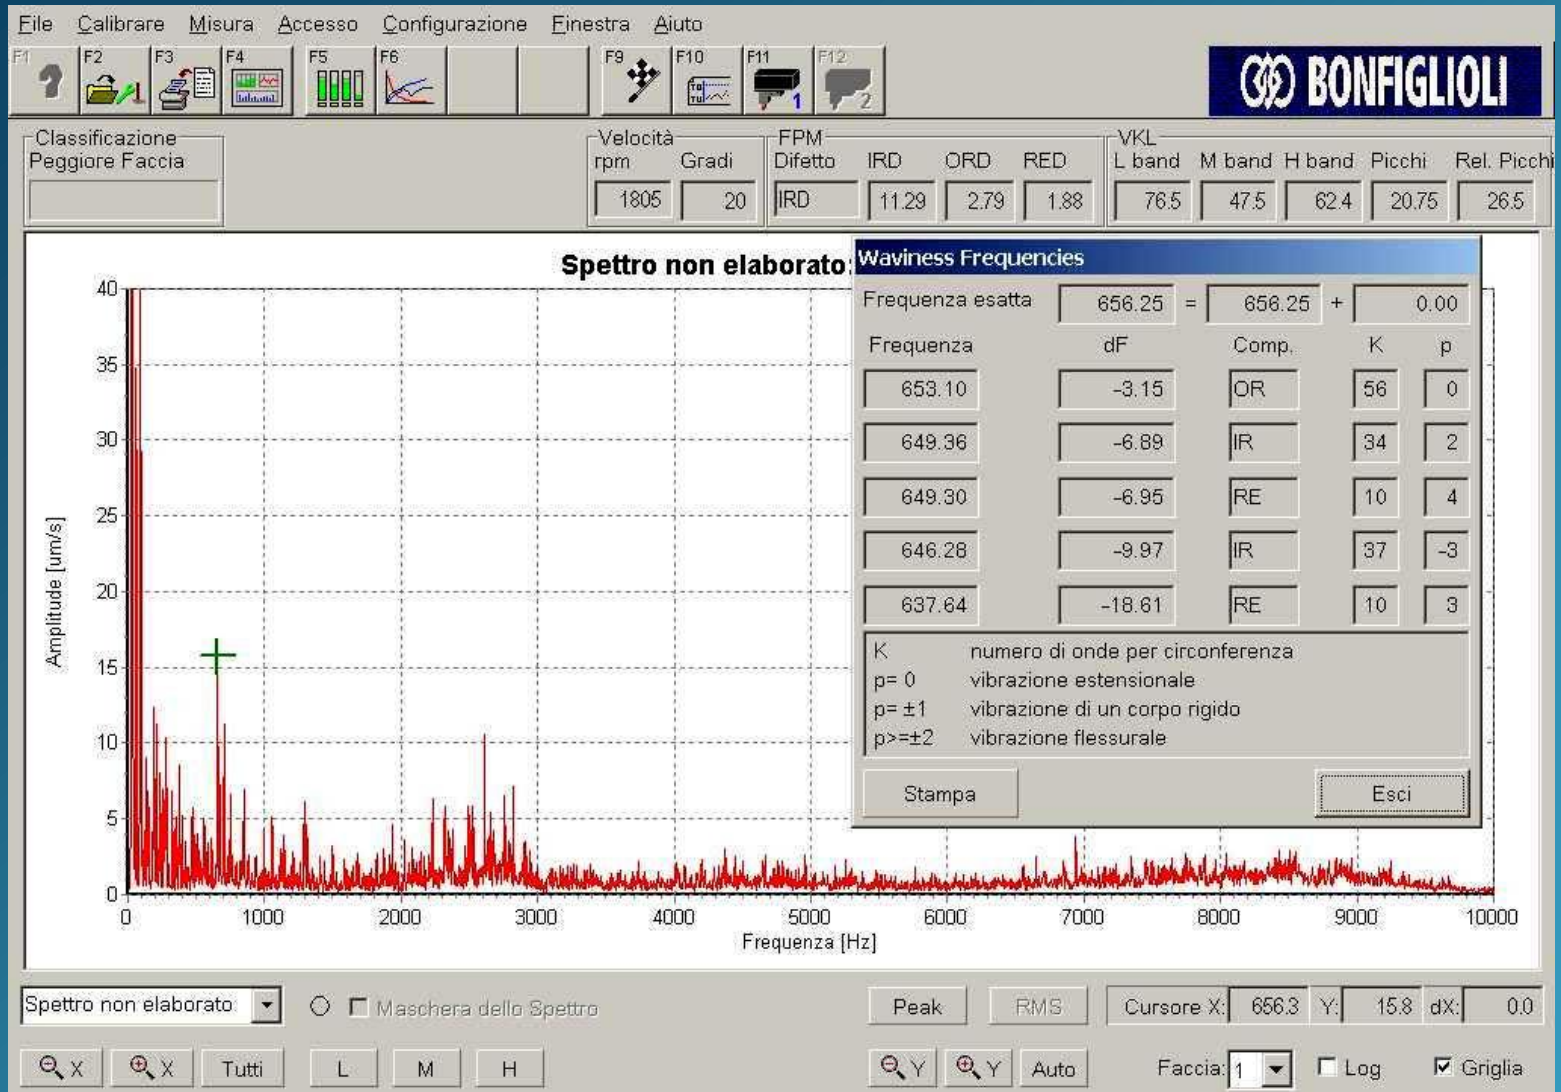 File Calibrare Misura Accesso Configurazione Finestra Aiuto
F1 F2 F3 F4 F5 F6 F9 F10 F11 F12
1 2
BONFIGLIOLI
Classificazione Velocità FPM VKL
Peggiore Faccia rpm Gradi Difetto IRD ORD RED L band M band H band Picchi Rel. Picchi
1805 20 IRD 11.29 2.79 1.88 76.5 47.5 62.4 20.75 26.5
Spettro non elaborato:
Waviness Frequencies
Frequenza esatta 656.25 = 656.25 + 0.00
Frequenza dF Comp. K p
653.10 -3.15 OR 56 0
649.36 -6.89 IR 34 2
649.30 -6.95 RE 10 4
646.28 -9.97 IR 37 -3
637.64 -18.61 RE 10 3
K numero di onde per circonferenza
p= 0 vibrazione estensionale
p= ±1 vibrazione di un corpo rigido
p>=±2 vibrazione flessurale
Stampa Esci
Amplitude [um/s]
40
35
30
25
20
15
10
5
0
0 1000 2000 3000 4000 5000 6000 7000 8000 9000 10000
Frequenza [Hz]
Spettro non elaborato: Maschera dello Spettro Peak RMS Cursore X: 656.3 Y: 15.8 dX: 0.0
X X Tutti L M H Y Y Auto Faccia: 1 Log Griglia